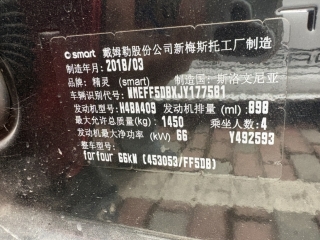 smart 戴姆勒股份公司新梅斯托工厂制造
制造年月:2018/03
品牌:精灵 (smart) 制造国:斯洛文尼亚
车辆识别代号:WMEFF5DBXJY177581
发动机型号:H4BA409 发动机排量(ml):898
最大允许总质量(kg):1450 乘坐人数:4
发动机最大净功率(kW) 66 Y492593
整车型号:
forfour 66kW (453053/FF5DB)